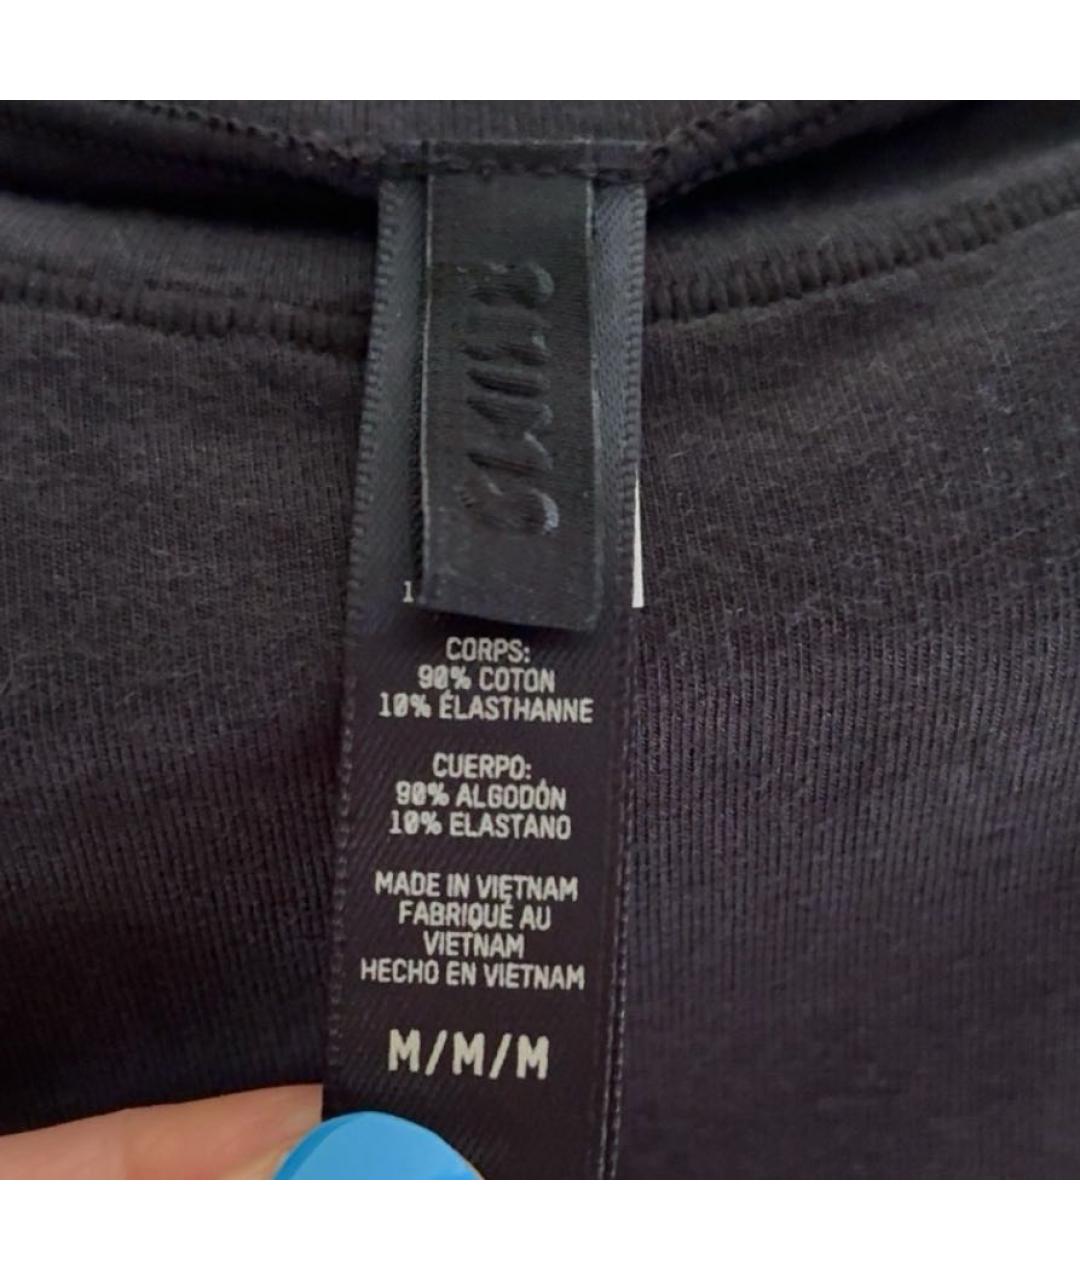 SKIMS
1
CORPS:
90% COTON
10% ÉLASTHANNE
CUERPO:
90% ALGODÓN
10% ELASTANO
MADE IN VIETNAM
FABRIQUÉ AU
VIETNAM
HECHO EN VIETNAM
M/M/M